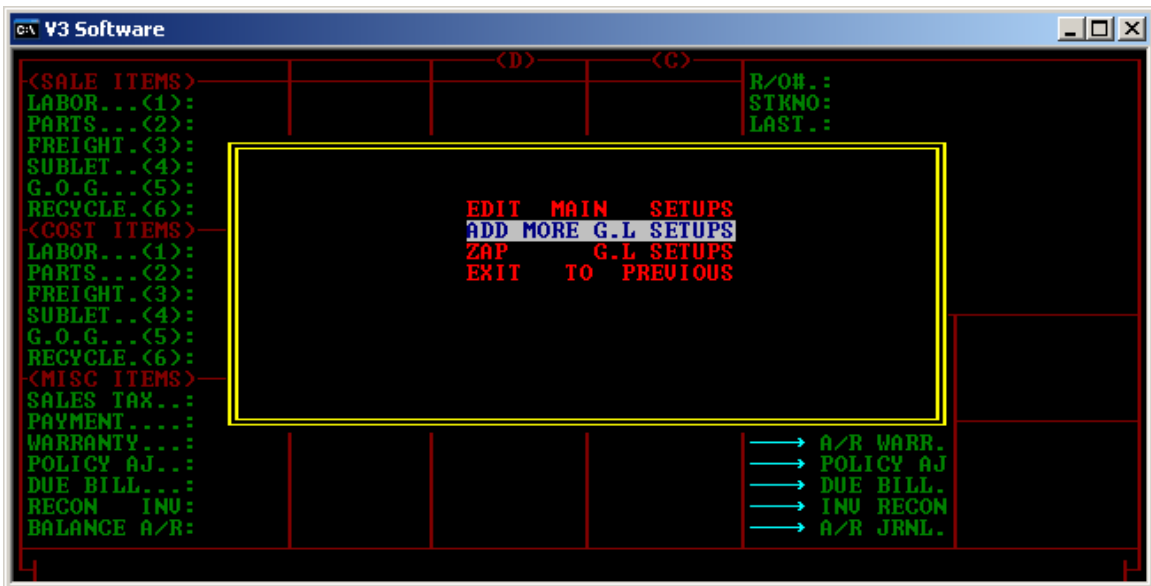 V3 Software
(D) (C)
(SALE ITEMS) R/O#.:
LABOR...(1): STKNO:
PARTS...(2): LAST.:
FREIGHT.(3):
SUBLET..(4):
G.O.G...(5):
RECYCLE.(6): EDIT MAIN SETUPS
(COST ITEMS) ADD MORE G.L SETUPS
LABOR...(1): ZAP G.L SETUPS
PARTS...(2): EXIT TO PREVIOUS
FREIGHT.(3):
SUBLET..(4):
G.O.G...(5):
RECYCLE.(6):
(MISC ITEMS)
SALES TAX..:
PAYMENT....:
WARRANTY...: → A/R WARR.
POLICY AJ..: → POLICY AJ
DUE BILL...: → DUE BILL.
RECON INV: → INV RECON
BALANCE A/R: → A/R JRNL.